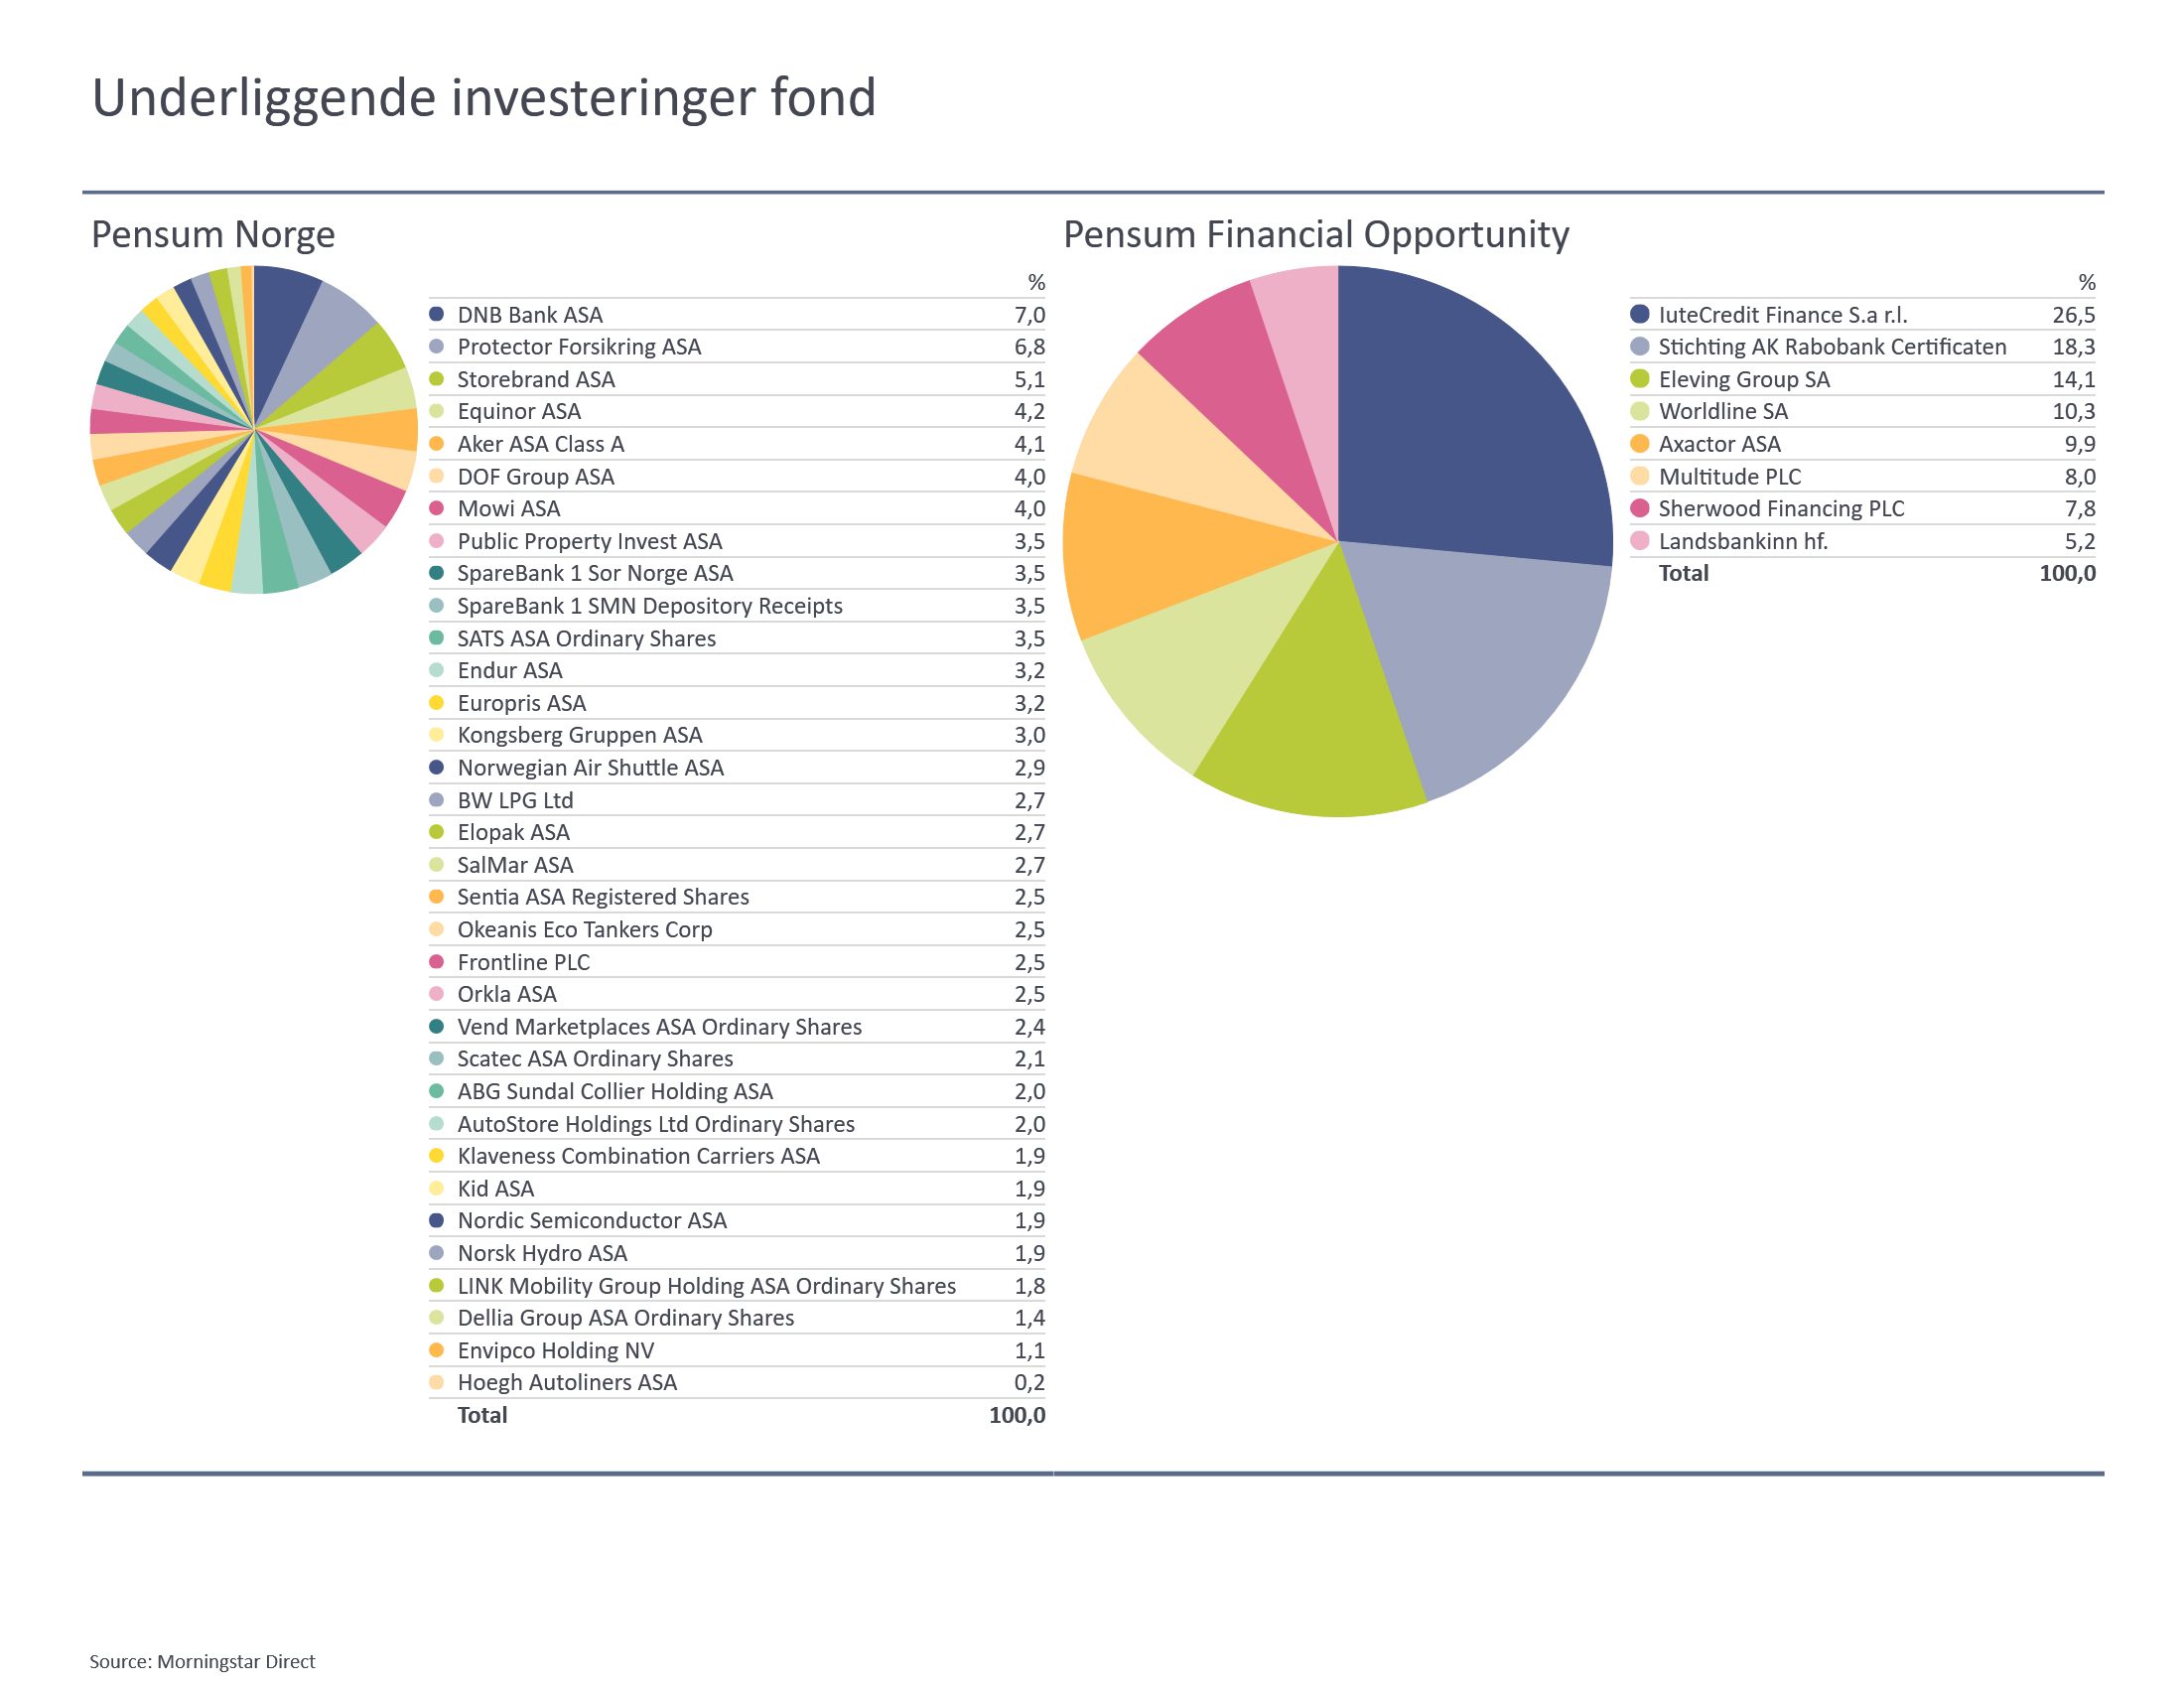 Underliggende investeringer fond
Pensum Norge
%
DNB Bank ASA 7,0
Protector Forsikring ASA 6,8
Storebrand ASA 5,1
Equinor ASA 4,2
Aker ASA Class A 4,1
DOF Group ASA 4,0
Mowi ASA 4,0
Public Property Invest ASA 3,5
SpareBank 1 Sor Norge ASA 3,5
SpareBank 1 SMN Depository Receipts 3,5
SATS ASA Ordinary Shares 3,5
Endur ASA 3,2
Europris ASA 3,2
Kongsberg Gruppen ASA 3,0
Norwegian Air Shuttle ASA 2,9
BW LPG Ltd 2,7
Elopak ASA 2,7
SalMar ASA 2,7
Sentia ASA Registered Shares 2,5
Okeanis Eco Tankers Corp 2,5
Frontline PLC 2,5
Orkla ASA 2,5
Vend Marketplaces ASA Ordinary Shares 2,4
Scatec ASA Ordinary Shares 2,1
ABG Sundal Collier Holding ASA 2,0
AutoStore Holdings Ltd Ordinary Shares 2,0
Klaveness Combination Carriers ASA 1,9
Kid ASA 1,9
Nordic Semiconductor ASA 1,9
Norsk Hydro ASA 1,9
LINK Mobility Group Holding ASA Ordinary Shares 1,8
Dellia Group ASA Ordinary Shares 1,4
Envipco Holding NV 1,1
Hoegh Autoliners ASA 0,2
Total 100,0
Pensum Financial Opportunity
%
IuteCredit Finance S.a r.l. 26,5
Stichting AK Rabobank Certificaten 18,3
Eleving Group SA 14,1
Worldline SA 10,3
Axactor ASA 9,9
Multitude PLC 8,0
Sherwood Financing PLC 7,8
Landsbankinn hf. 5,2
Total 100,0
Source: Morningstar Direct